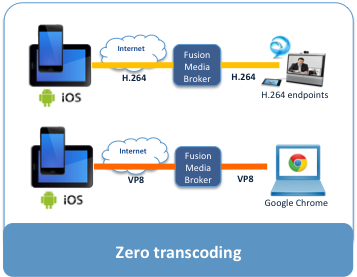 Internet
Fusion
Media
Broker
H.264
H.264
iOS
H.264 endpoints
Internet
Fusion
Media
Broker
VP8
VP8
iOS
Google Chrome
Zero transcoding